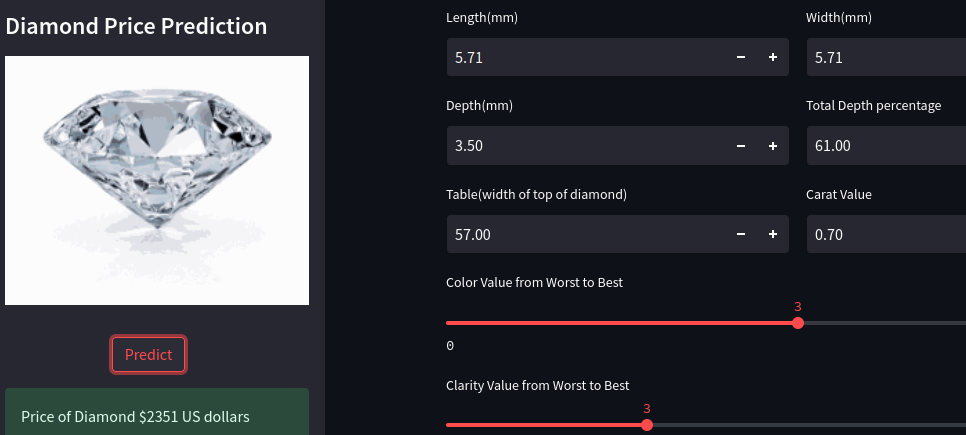 Diamond Price Prediction
Length(mm) Width(mm)
5.71 − + 5.71
Depth(mm) Total Depth percentage
3.50 − + 61.00
Table(width of top of diamond) Carat Value
57.00 − + 0.70
Color Value from Worst to Best
3
0
Clarity Value from Worst to Best
3
Predict
Price of Diamond $2351 US dollars